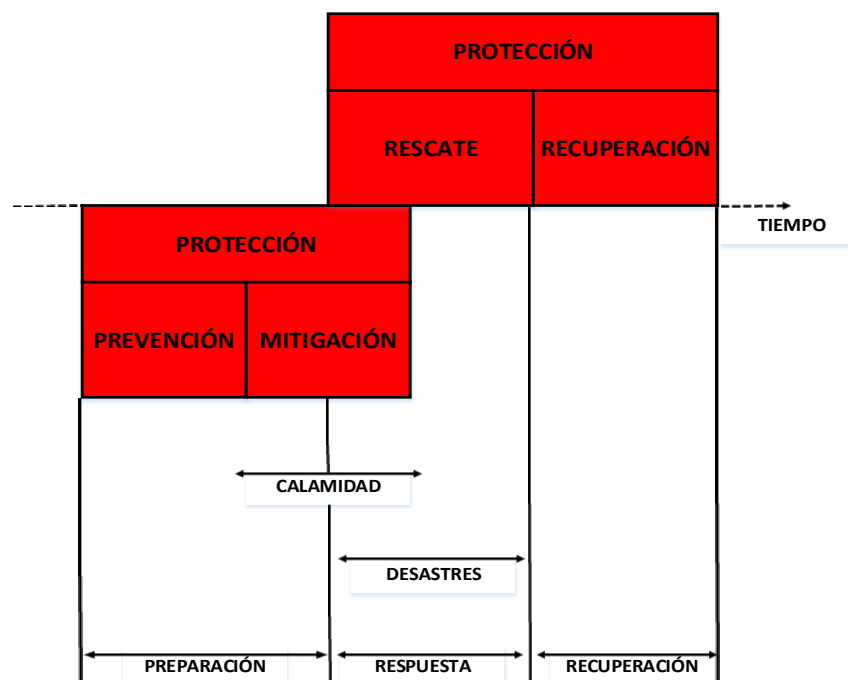 PROTECCIÓN
RESCATE
RECUPERACIÓN
TIEMPO
PROTECCIÓN
PREVENCIÓN
MITIGACIÓN
CALAMIDAD
DESASTRES
PREPARACIÓN
RESPUESTA
RECUPERACIÓN